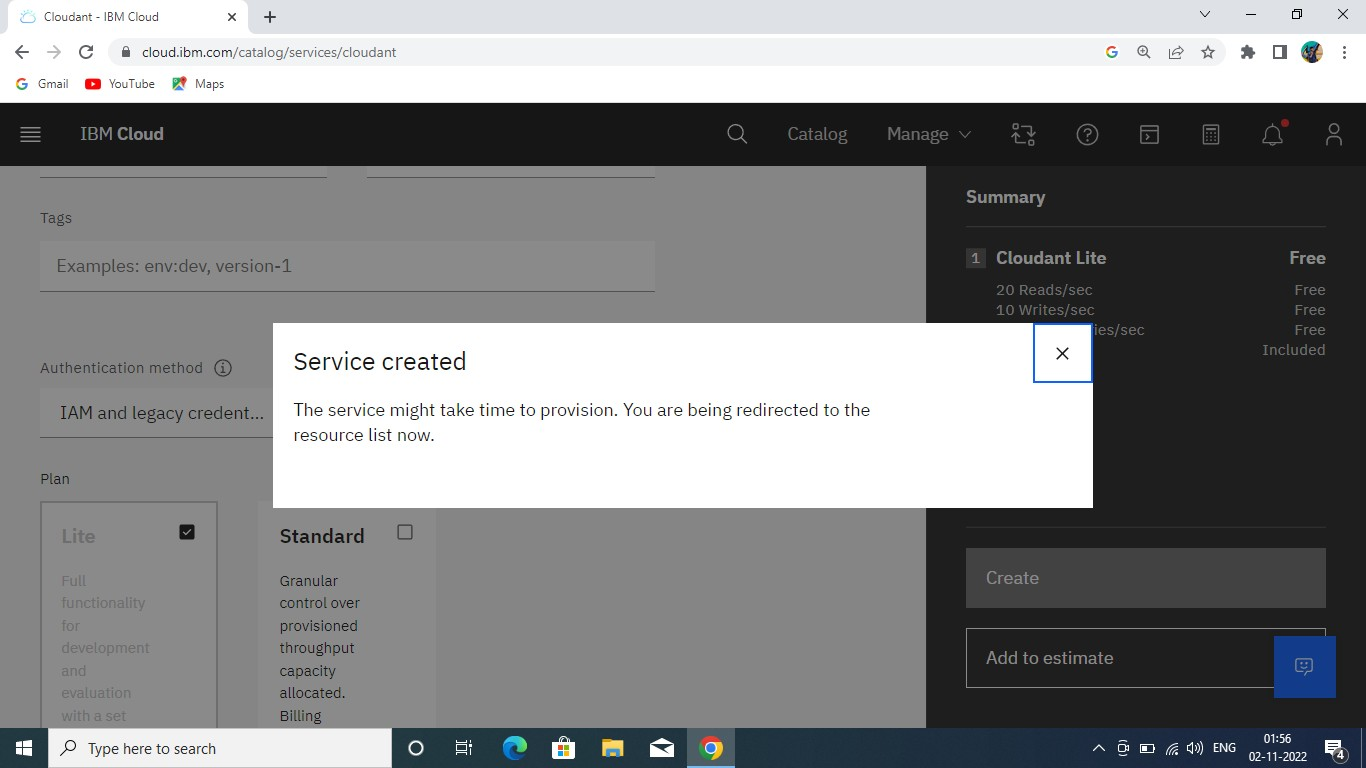 Cloudant - IBM Cloud
cloud.ibm.com/catalog/services/cloudant
Gmail
YouTube
Maps
IBM Cloud
Catalog
Manage
Summary
Tags
Examples: env:dev, version-1
1 Cloudant Lite Free
20 Reads/sec Free
10 Writes/sec Free
ies/sec Free
Included
Authentication method
IAM and legacy credent...
Service created
The service might take time to provision. You are being redirected to the
resource list now.
Plan
Lite
Full
functionality
for
development
and
evaluation
with a set
Standard
Granular
control over
provisioned
throughput
capacity
allocated.
Billing
Create
Add to estimate
Type here to search
ENG
01:56
02-11-2022
4